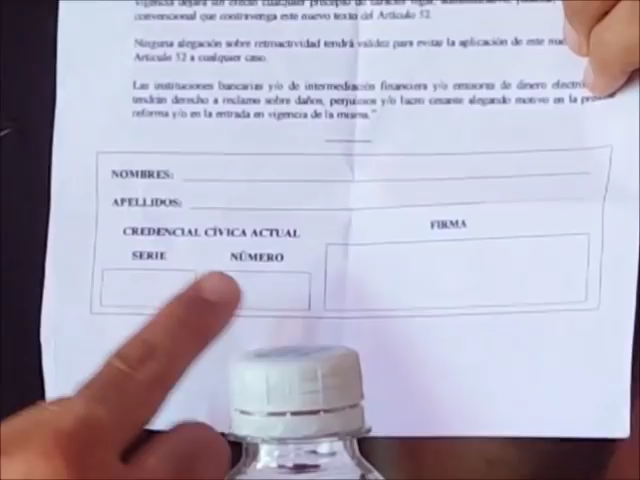 vigencia dejará sin efecto cualquier precepto de carácter legal,
convencional que contravenga este nuevo texto del Artículo 52.
Ninguna alegación sobre retroactividad tendrá validez para evitar la aplicación de este
Artículo 52 a cualquier caso.
Las instituciones bancarias y/o de intermediación financiera y/o emisoras de dinero
tendrán derecho a reclamo sobre daños, perjuicios y/o lucro cesante alegando motivo en la
reforma y/o en la entrada en vigencia de la misma."
NOMBRES:
APELLIDOS:
CREDENCIAL CÍVICA ACTUAL
FIRMA
SERIE NÚMERO